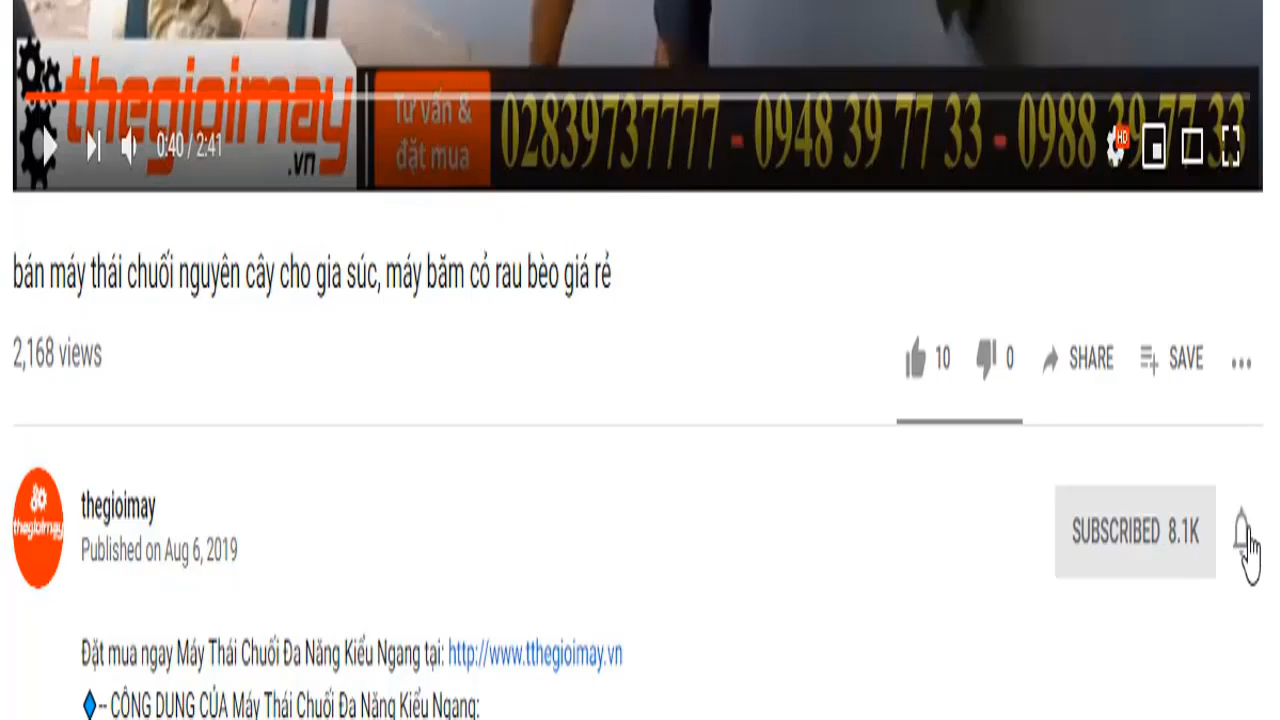 thegioimay
.vn
Tư vấn &
đặt mua
02839737777 - 0948 39 77 33 - 0988 39 77 33
HD
0:40 / 2:41
bán máy thái chuối nguyên cây cho gia súc, máy băm cỏ rau bèo giá rẻ
2,168 views
10 0 SHARE SAVE
thegioimay
thegioimay
Published on Aug 6, 2019
SUBSCRIBED 8.1K
Đặt mua ngay Máy Thái Chuối Đa Năng Kiểu Ngang tại: http://www.tthegioimay.vn
-- CÔNG DỤNG CỦA Máy Thái Chuối Đa Năng Kiểu Ngang: